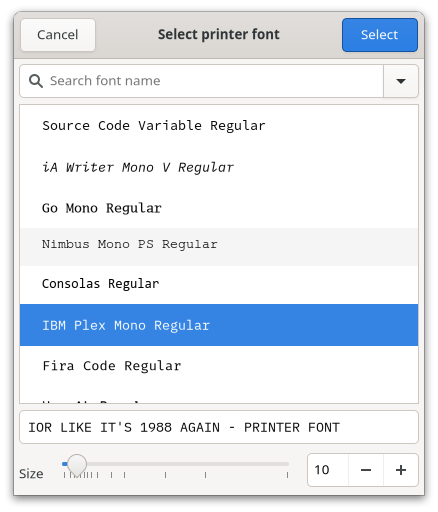 Cancel Select printer font Select
Search font name
Source Code Variable Regular
iA Writer Mono V Regular
Go Mono Regular
Nimbus Mono PS Regular
Consolas Regular
IBM Plex Mono Regular
Fira Code Regular
IOR LIKE IT'S 1988 AGAIN - PRINTER FONT
Size 10 − +